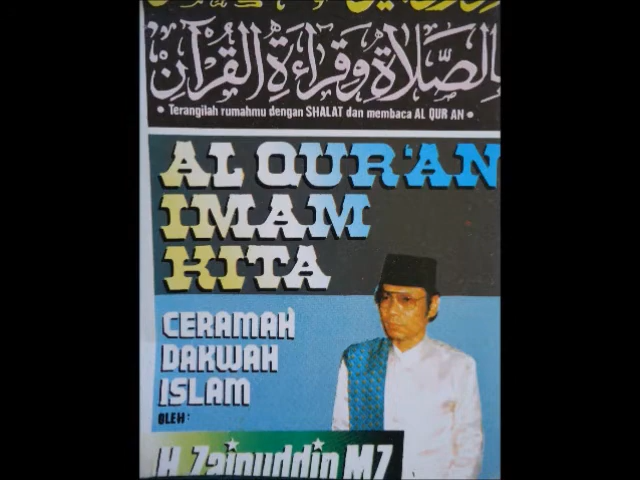 بالصلاة وقراءة القرآن
• Terangilah rumahmu dengan SHALAT dan membaca AL QUR AN •
AL QUR'AN
IMAM
KITA
CERAMAH
DAKWAH
ISLAM
OLEH:
H. Zainuddin MZ